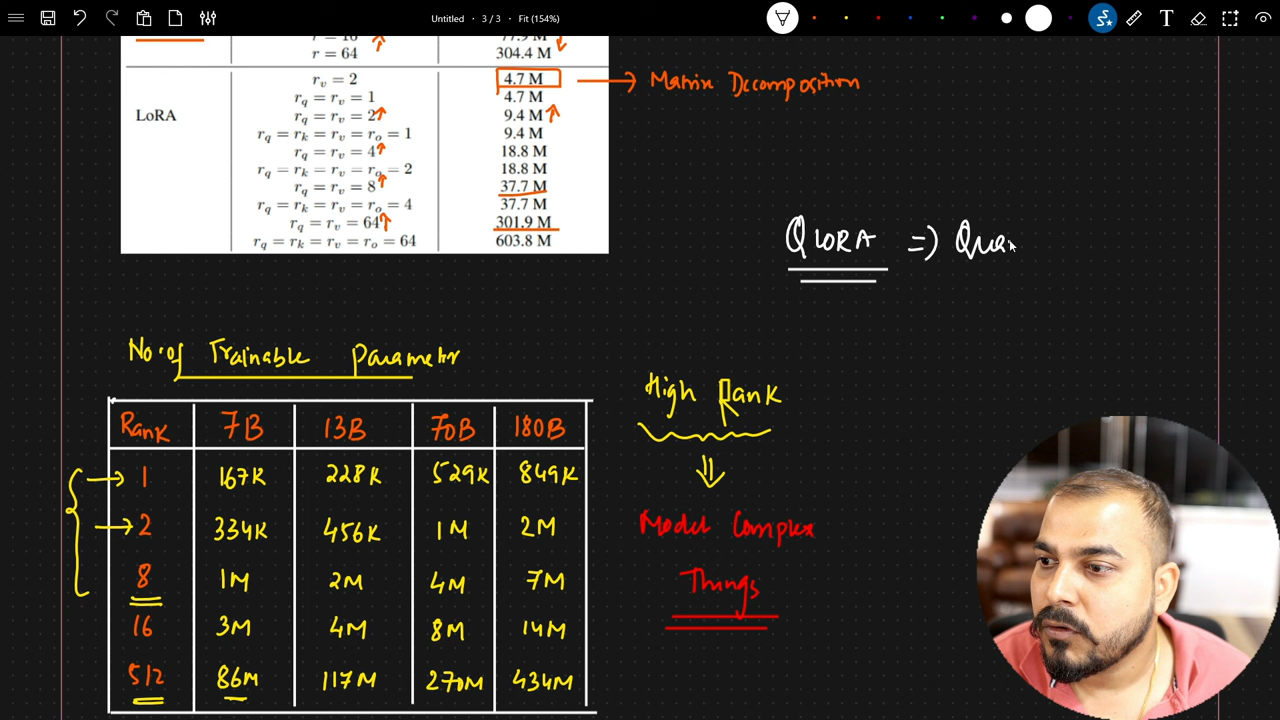 Untitled • 3 / 3 • Fit (154%)
T
r = 16 77.9 M
r = 64 304.4 M
LoRA
r_v = 2 4.7 M → Matrix Decomposition
r_q = r_v = 1 4.7 M
r_q = r_v = 2 ↑ 9.4 M ↑
r_q = r_k = r_v = r_o = 1 9.4 M
r_q = r_v = 4 ↑ 18.8 M
r_q = r_k = r_v = r_o = 2 18.8 M
r_q = r_v = 8 ↑ 37.7 M
r_q = r_k = r_v = r_o = 4 37.7 M
r_q = r_v = 64 ↑ 301.9 M
r_q = r_k = r_v = r_o = 64 603.8 M
QLORA => Qua
No. of Trainable Parameter
Rank 7B 13B 70B 180B
1 167K 228K 529K 849K
2 334K 456K 1M 2M
8 1M 2M 4M 7M
16 3M 4M 8M 14M
512 86M 117M 270M 434M
High Rank
⇓
Model Complex
Things